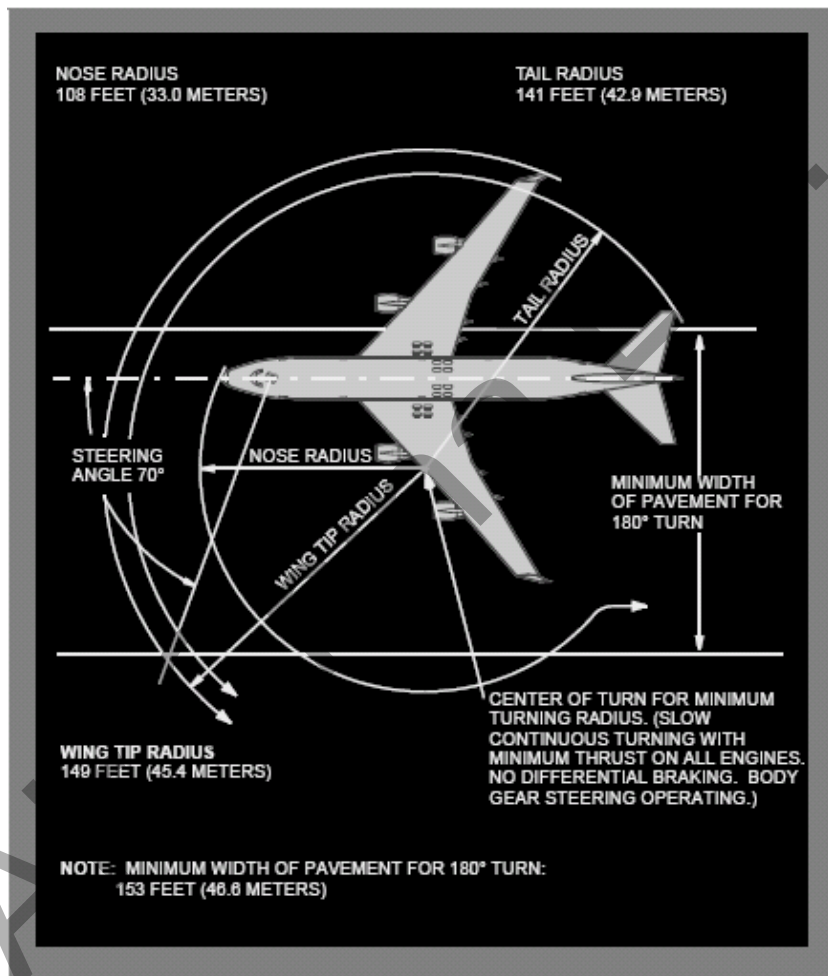 NOSE RADIUS
108 FEET (33.0 METERS)
TAIL RADIUS
141 FEET (42.9 METERS)
TAIL RADIUS
STEERING
ANGLE 70°
NOSE RADIUS
WING TIP RADIUS
MINIMUM WIDTH
OF PAVEMENT FOR
180° TURN
CENTER OF TURN FOR MINIMUM
TURNING RADIUS. (SLOW
CONTINUOUS TURNING WITH
MINIMUM THRUST ON ALL ENGINES.
NO DIFFERENTIAL BRAKING. BODY
GEAR STEERING OPERATING.)
WING TIP RADIUS
149 FEET (45.4 METERS)
NOTE: MINIMUM WIDTH OF PAVEMENT FOR 180° TURN:
153 FEET (46.6 METERS)